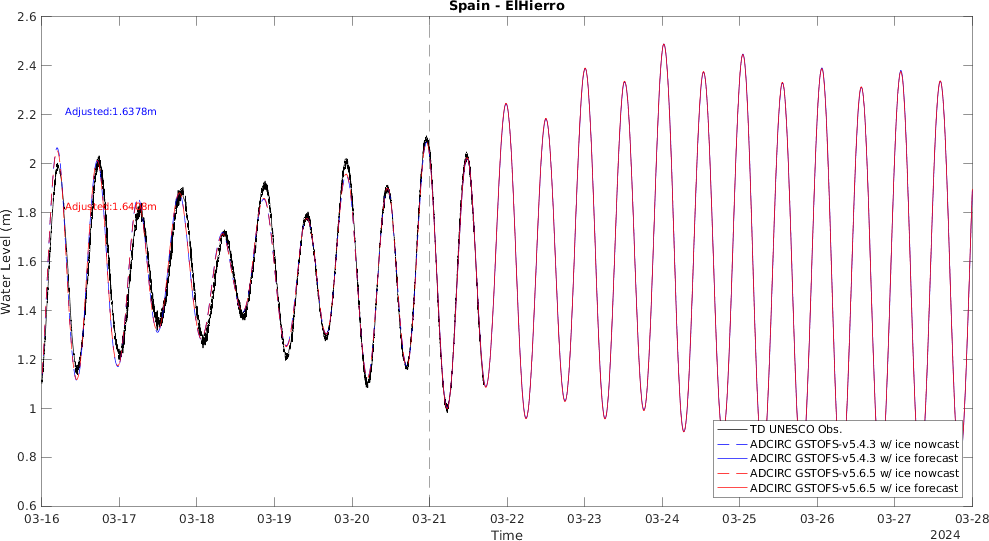 Spain - ElHierro
2.6
2.4
2.2
2
1.8
1.6
1.4
1.2
1
0.8
0.6
Water Level (m)
Adjusted:1.6378m
TD UNESCO Obs.
ADCIRC GSTOFS-v5.4.3 w/ ice nowcast
ADCIRC GSTOFS-v5.4.3 w/ ice forecast
ADCIRC GSTOFS-v5.6.5 w/ ice nowcast
ADCIRC GSTOFS-v5.6.5 w/ ice forecast
03-16 03-17 03-18 03-19 03-20 03-21 03-22 03-23 03-24 03-25 03-26 03-27 03-28
Time
2024